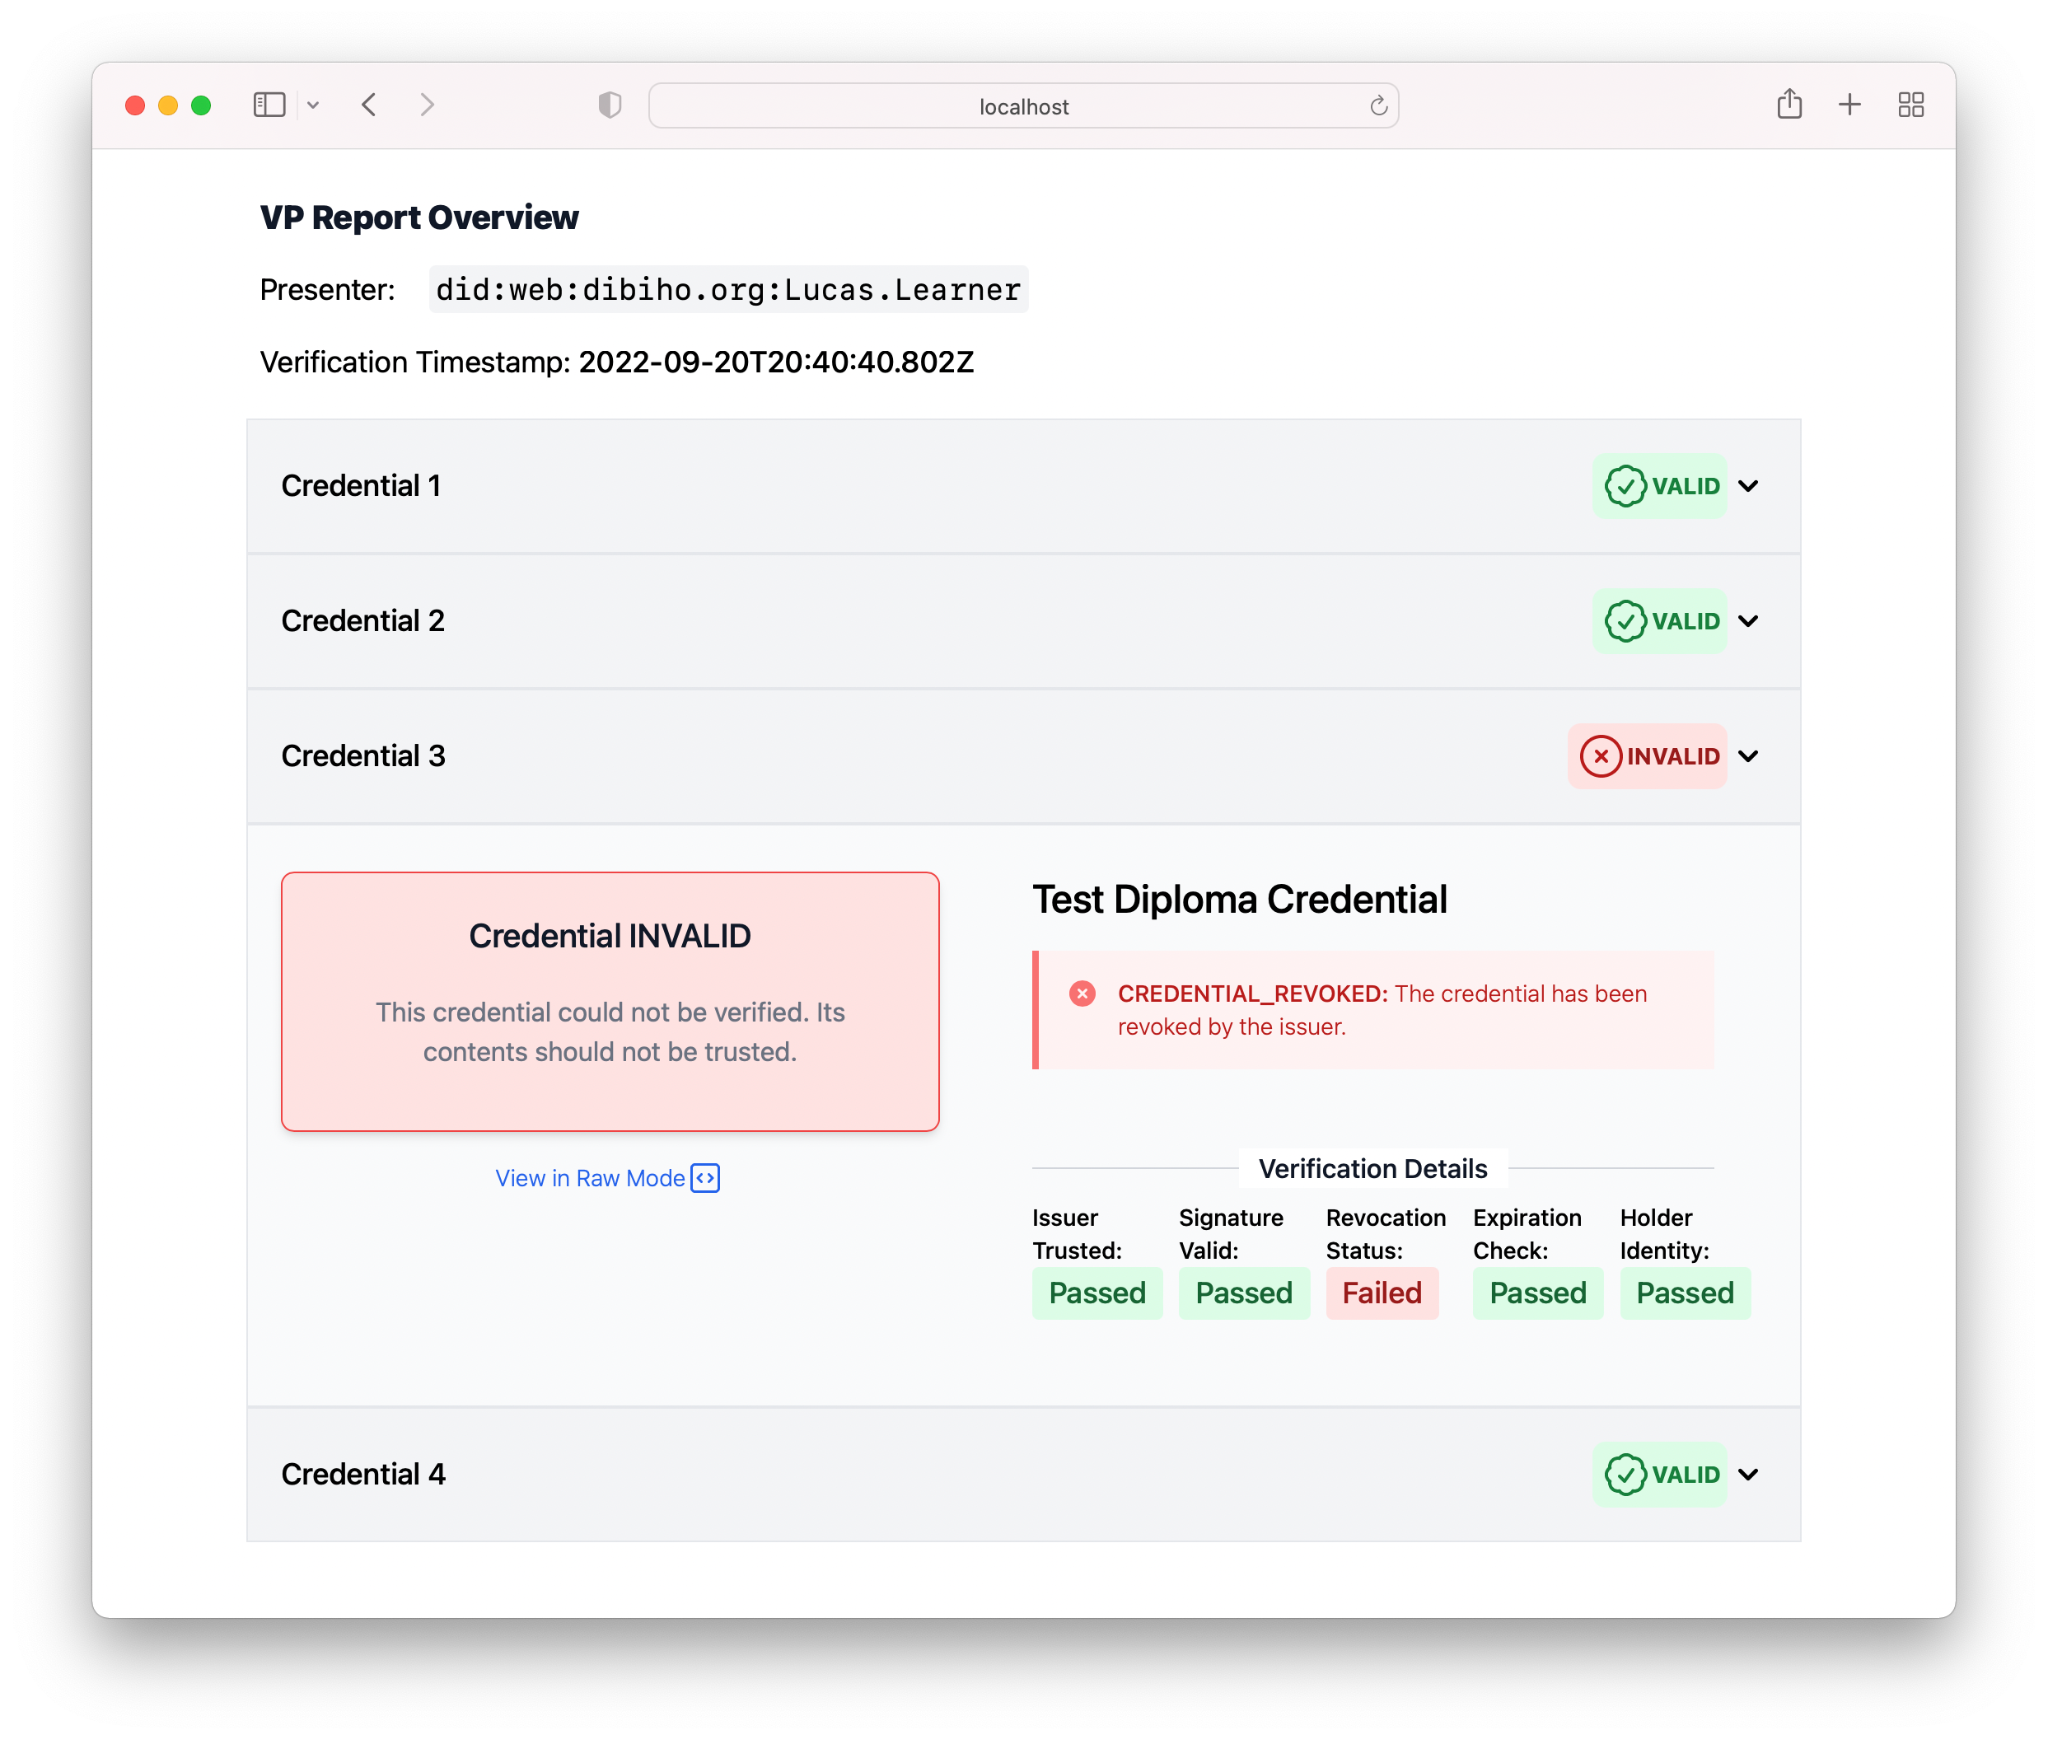 localhost
VP Report Overview
Presenter: did:web:dibiho.org:Lucas.Learner
Verification Timestamp: 2022-09-20T20:40:40.802Z
Credential 1 VALID
Credential 2 VALID
Credential 3 INVALID
Credential INVALID
This credential could not be verified. Its
contents should not be trusted.
View in Raw Mode
Test Diploma Credential
CREDENTIAL_REVOKED: The credential has been
revoked by the issuer.
Verification Details
Issuer Trusted: Passed
Signature Valid: Passed
Revocation Status: Failed
Expiration Check: Passed
Holder Identity: Passed
Credential 4 VALID